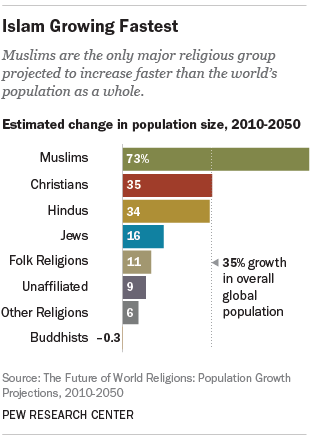 Islam Growing Fastest
Muslims are the only major religious group
projected to increase faster than the world’s
population as a whole.
Estimated change in population size, 2010-2050
Muslims 73%
Christians 35
Hindus 34
Jews 16
Folk Religions 11
Unaffiliated 9
Other Religions 6
Buddhists –0.3
◄ 35% growth
in overall
global
population
Source: The Future of World Religions: Population Growth
Projections, 2010-2050
PEW RESEARCH CENTER